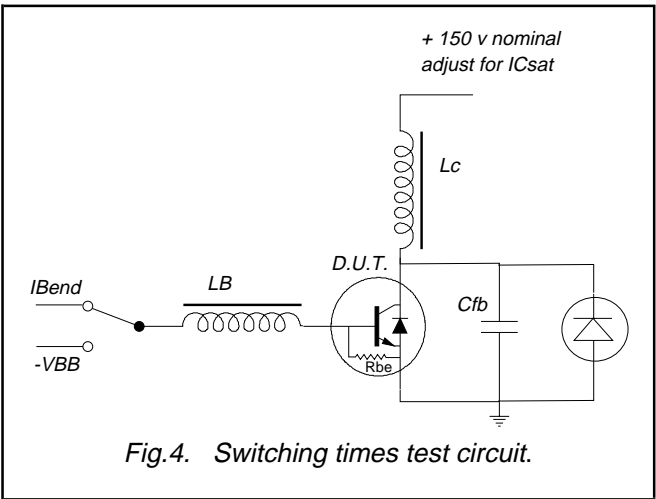 + 150 v nominal
adjust for ICsat
Lc
D.U.T.
IBend
LB
Cfb
-VBB
Rbe
Fig.4. Switching times test circuit.